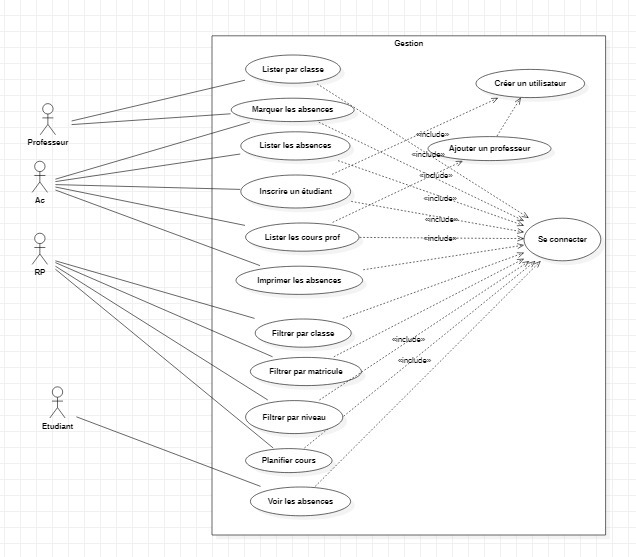 Gestion
Lister par classe
Créer un utilisateur
Professeur
Marquer les absences
«include»
Lister les absences
«include»
Ajouter un professeur
Ac
Inscrire un étudiant
«include»
«include»
«include»
RP
Lister les cours prof
«include»
Se connecter
Imprimer les absences
Filtrer par classe
«include»
Filtrer par matricule
«include»
Etudiant
Filtrer par niveau
Planifier cours
Voir les absences